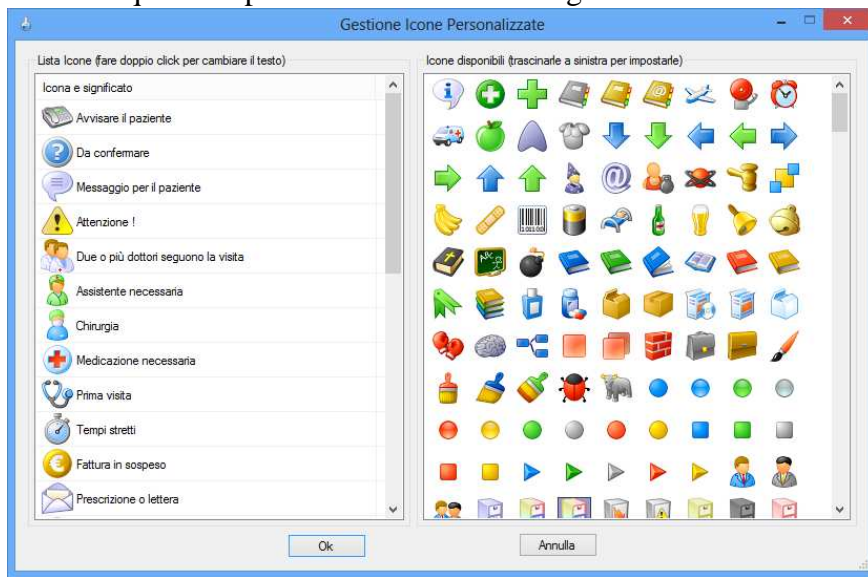 Gestione Icone Personalizzate
Lista Icone (fare doppio click per cambiare il testo)
Icona e significato
Avvisare il paziente
Da confermare
Messaggio per il paziente
Attenzione !
Due o più dottori seguono la visita
Assistente necessaria
Chirurgia
Medicazione necessaria
Prima visita
Tempi stretti
Fattura in sospeso
Prescrizione o lettera
Icone disponibili (trascinarle a sinistra per impostarle)
Ok
Annulla